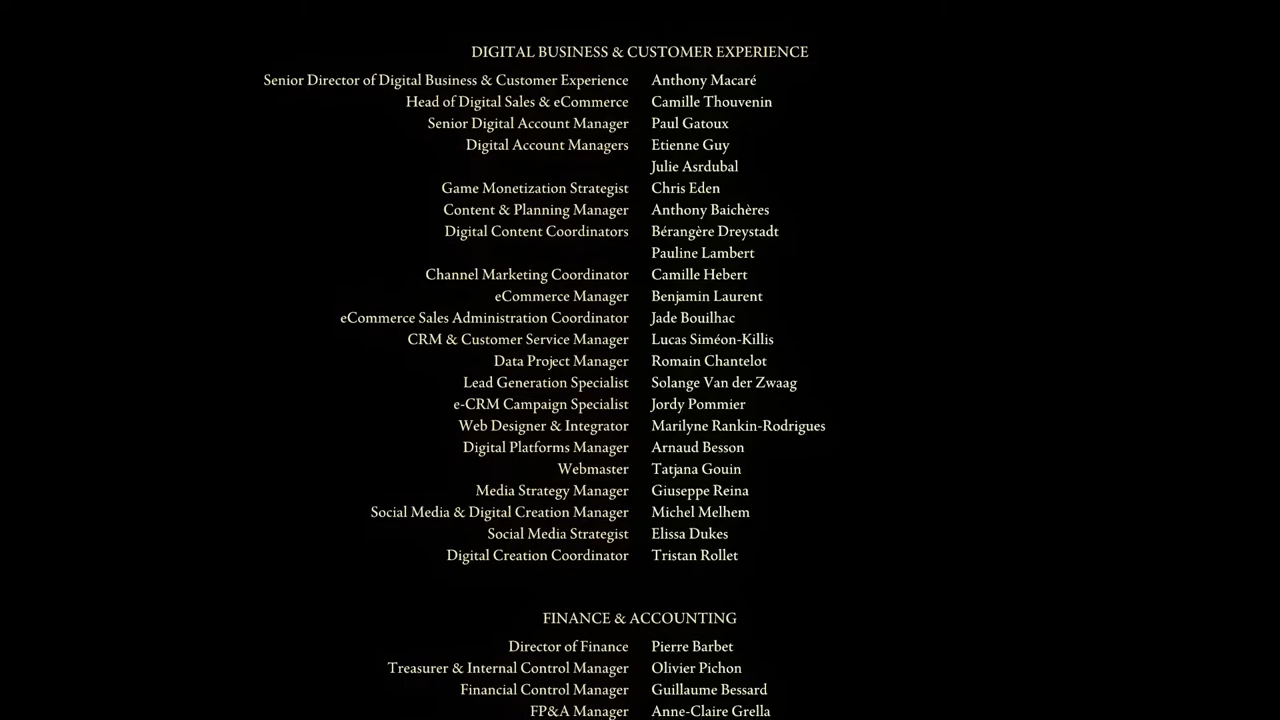 DIGITAL BUSINESS & CUSTOMER EXPERIENCE
Senior Director of Digital Business & Customer Experience Anthony Macaré
Head of Digital Sales & eCommerce Camille Thouvenin
Senior Digital Account Manager Paul Gatoux
Digital Account Managers Etienne Guy
Julie Asrdubal
Game Monetization Strategist Chris Eden
Content & Planning Manager Anthony Baichères
Digital Content Coordinators Bérangère Dreystadt
Pauline Lambert
Channel Marketing Coordinator Camille Hebert
eCommerce Manager Benjamin Laurent
eCommerce Sales Administration Coordinator Jade Bouilhac
CRM & Customer Service Manager Lucas Siméon-Killis
Data Project Manager Romain Chantelot
Lead Generation Specialist Solange Van der Zwaag
e-CRM Campaign Specialist Jordy Pommier
Web Designer & Integrator Marilyne Rankin-Rodrigues
Digital Platforms Manager Arnaud Besson
Webmaster Tatjana Gouin
Media Strategy Manager Giuseppe Reina
Social Media & Digital Creation Manager Michel Melhem
Social Media Strategist Elissa Dukes
Digital Creation Coordinator Tristan Rollet
FINANCE & ACCOUNTING
Director of Finance Pierre Barbet
Treasurer & Internal Control Manager Olivier Pichon
Financial Control Manager Guillaume Bessard
FP&A Manager Anne-Claire Grella